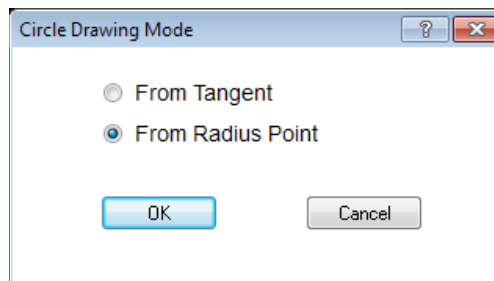 Circle Drawing Mode
?
From Tangent
From Radius Point
OK
Cancel